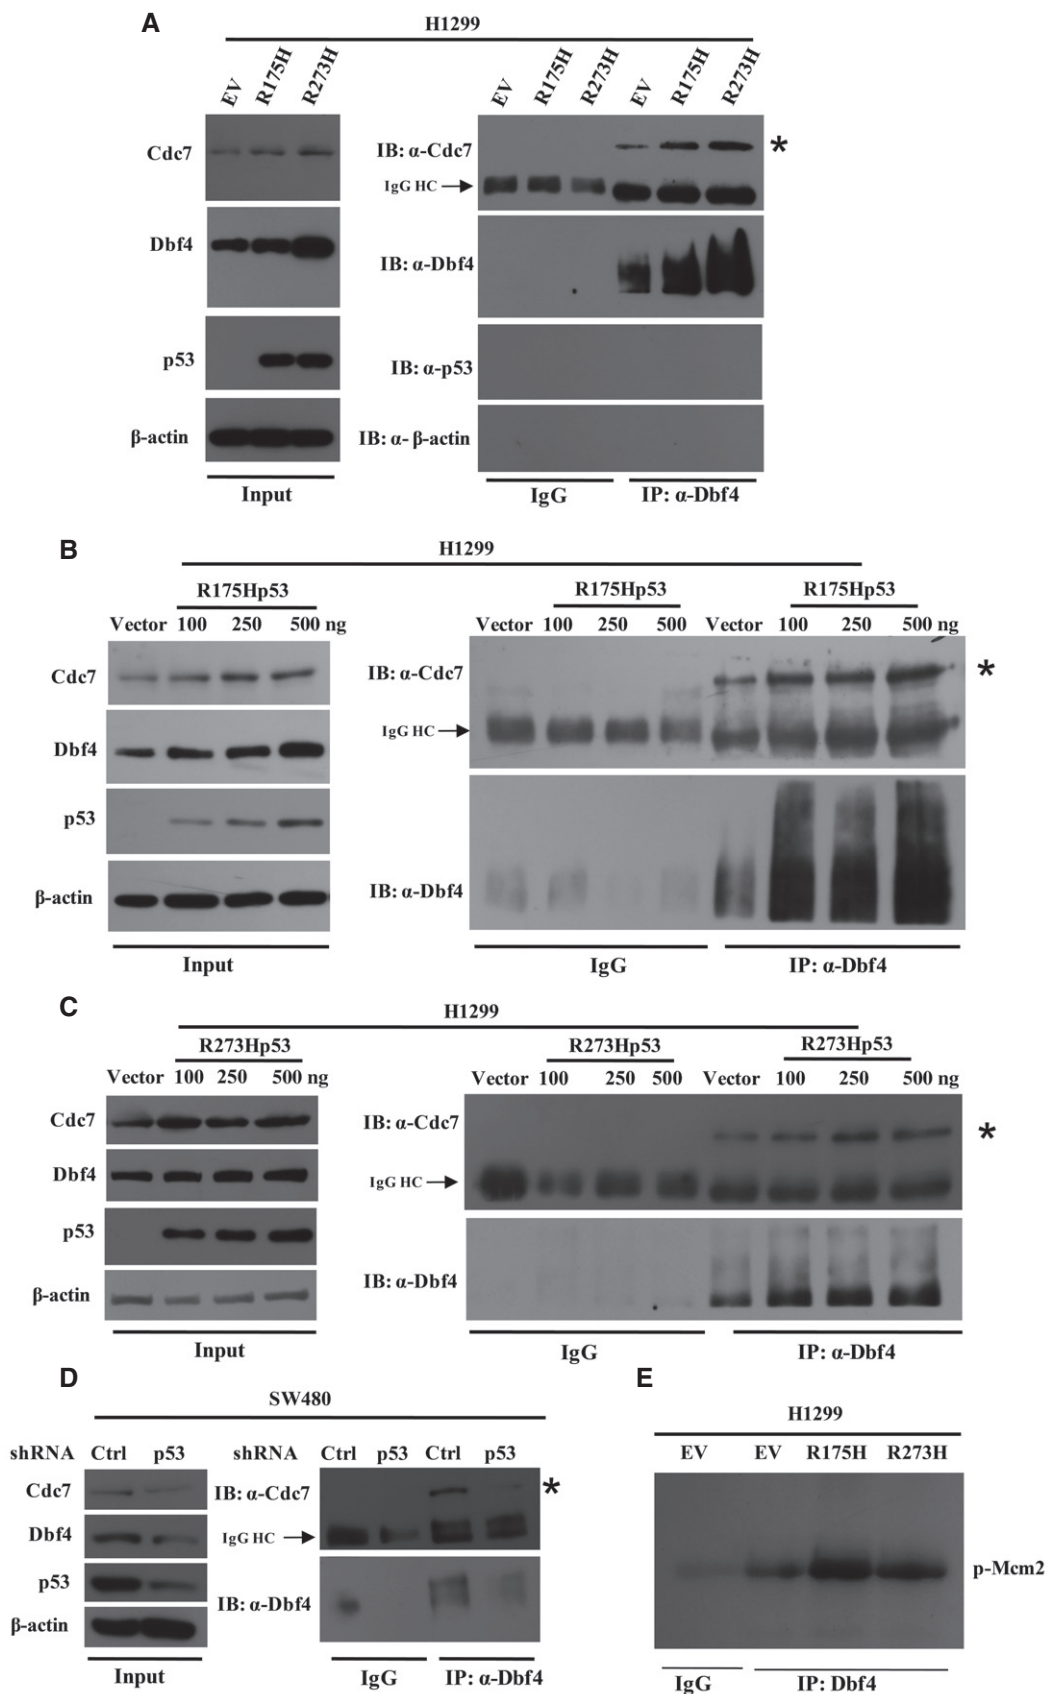 A
H1299
EV R175H R273H EV R175H R273H EV R175H R273H
Cdc7
IB: α-Cdc7
*
IgG HC
Dbf4
IB: α-Dbf4
p53
IB: α-p53
β-actin
IB: α- β-actin
Input
IgG
IP: α-Dbf4
B
H1299
R175Hp53 R175Hp53 R175Hp53
Vector 100 250 500 ng Vector 100 250 500 Vector 100 250 500 ng
Cdc7
IB: α-Cdc7
*
Dbf4
IgG HC
p53
β-actin
IB: α-Dbf4
Input
IgG
IP: α-Dbf4
C
H1299
R273Hp53 R273Hp53 R273Hp53
Vector 100 250 500 ng Vector 100 250 500 Vector 100 250 500 ng
Cdc7
IB: α-Cdc7
*
Dbf4
IgG HC
p53
β-actin
IB: α-Dbf4
Input
IgG
IP: α-Dbf4
D
SW480
shRNA Ctrl p53 shRNA Ctrl p53 Ctrl p53
Cdc7
IB: α-Cdc7
*
Dbf4
IgG HC
p53
IB: α-Dbf4
β-actin
Input
IgG
IP: α-Dbf4
E
H1299
EV EV R175H R273H
p-Mcm2
IgG
IP: Dbf4